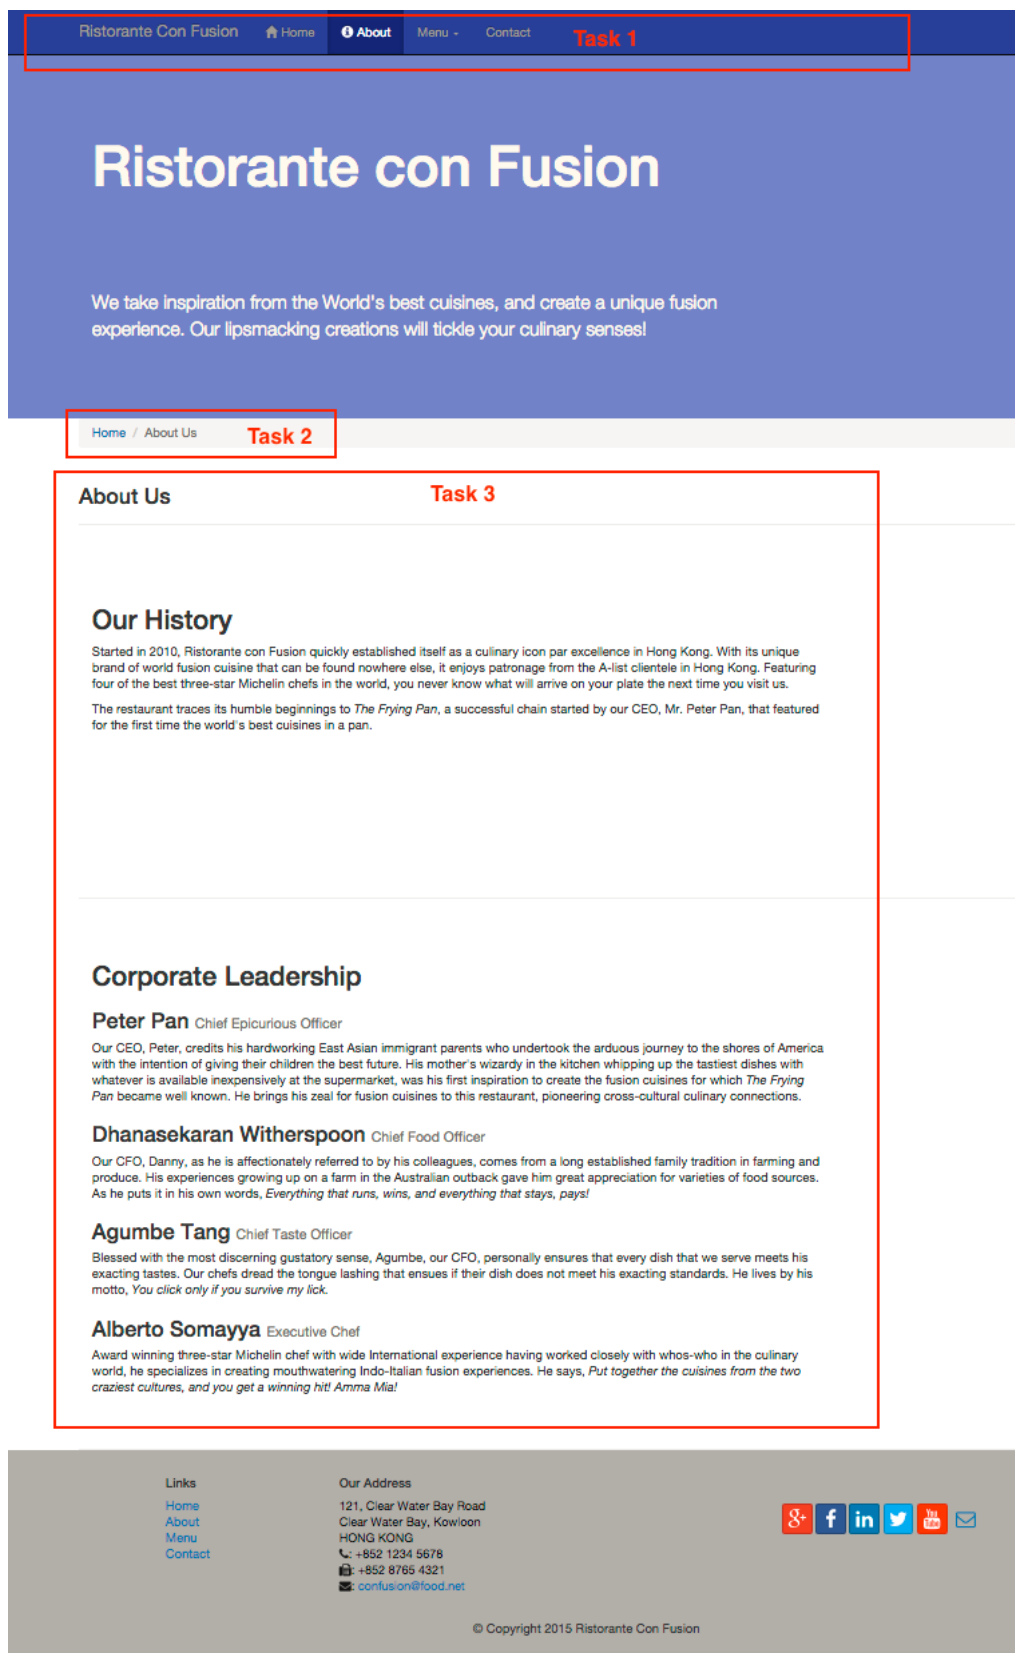 Ristorante Con Fusion Home About Menu Contact Task 1
Ristorante con Fusion
We take inspiration from the World's best cuisines, and create a unique fusion
experience. Our lipsmacking creations will tickle your culinary senses!
Home / About Us Task 2
About Us Task 3
Our History
Started in 2010, Ristorante con Fusion quickly established itself as a culinary icon par excellence in Hong Kong. With its unique
brand of world fusion cuisine that can be found nowhere else, it enjoys patronage from the A-list clientele in Hong Kong. Featuring
four of the best three-star Michelin chefs in the world, you never know what will arrive on your plate the next time you visit us.
The restaurant traces its humble beginnings to The Frying Pan, a successful chain started by our CEO, Mr. Peter Pan, that featured
for the first time the world's best cuisines in a pan.
Corporate Leadership
Peter Pan Chief Epicurious Officer
Our CEO, Peter, credits his hardworking East Asian immigrant parents who undertook the arduous journey to the shores of America
with the intention of giving their children the best future. His mother's wizardy in the kitchen whipping up the tastiest dishes with
whatever is available inexpensively at the supermarket, was his first inspiration to create the fusion cuisines for which The Frying
Pan became well known. He brings his zeal for fusion cuisines to this restaurant, pioneering cross-cultural culinary connections.
Dhanasekaran Witherspoon Chief Food Officer
Our CFO, Danny, as he is affectionately referred to by his colleagues, comes from a long established family tradition in farming and
produce. His experiences growing up on a farm in the Australian outback gave him great appreciation for varieties of food sources.
As he puts it in his own words, Everything that runs, wins, and everything that stays, pays!
Agumbe Tang Chief Taste Officer
Blessed with the most discerning gustatory sense, Agumbe, our CFO, personally ensures that every dish that we serve meets his
exacting tastes. Our chefs dread the tongue lashing that ensues if their dish does not meet his exacting standards. He lives by his
motto, You click only if you survive my lick.
Alberto Somayya Executive Chef
Award winning three-star Michelin chef with wide International experience having worked closely with whos-who in the culinary
world, he specializes in creating mouthwatering Indo-Italian fusion experiences. He says, Put together the cuisines from the two
craziest cultures, and you get a winning hit! Amma Mia!
Links
Home
About
Menu
Contact
Our Address
121, Clear Water Bay Road
Clear Water Bay, Kowloon
HONG KONG
: +852 1234 5678
: +852 8765 4321
: confusion@food.net
g+ f in You Tube
© Copyright 2015 Ristorante Con Fusion